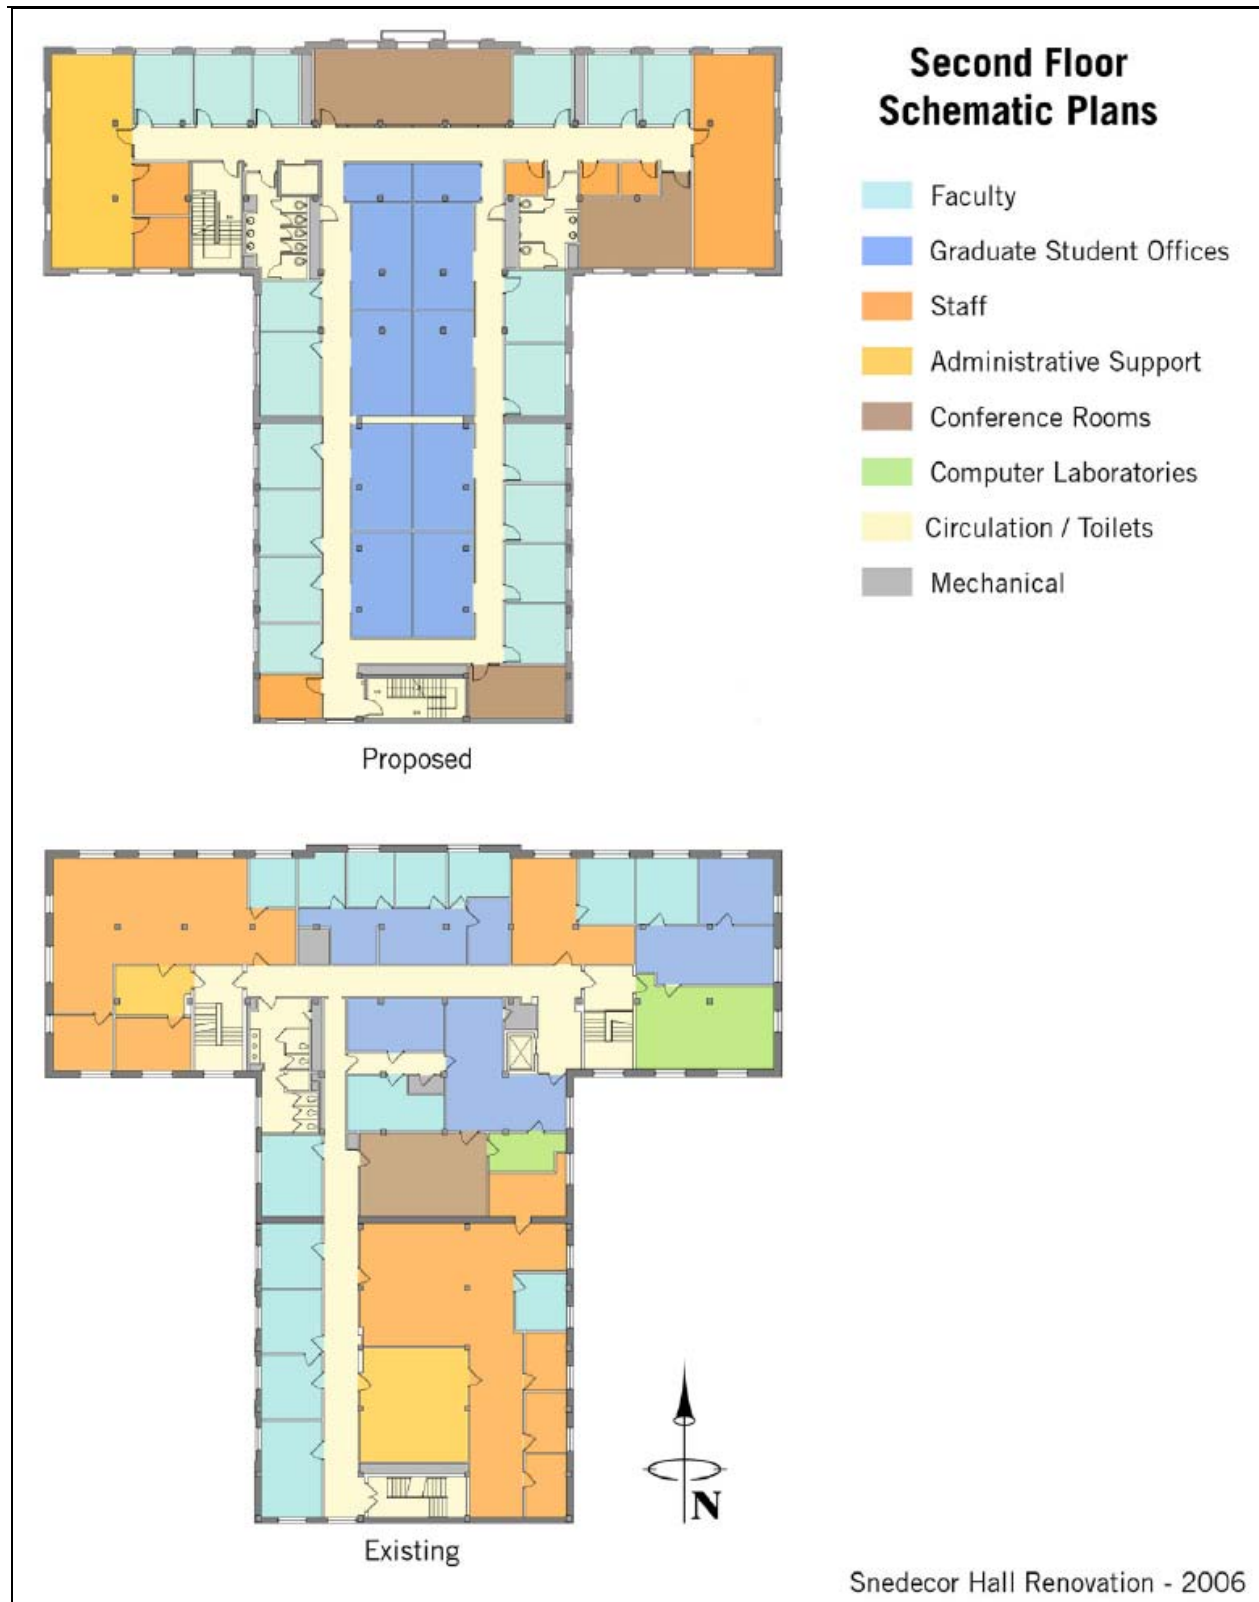 Second Floor
Schematic Plans
Faculty
Graduate Student Offices
Staff
Administrative Support
Conference Rooms
Computer Laboratories
Circulation / Toilets
Mechanical
Proposed
N
Existing
Snedecor Hall Renovation - 2006